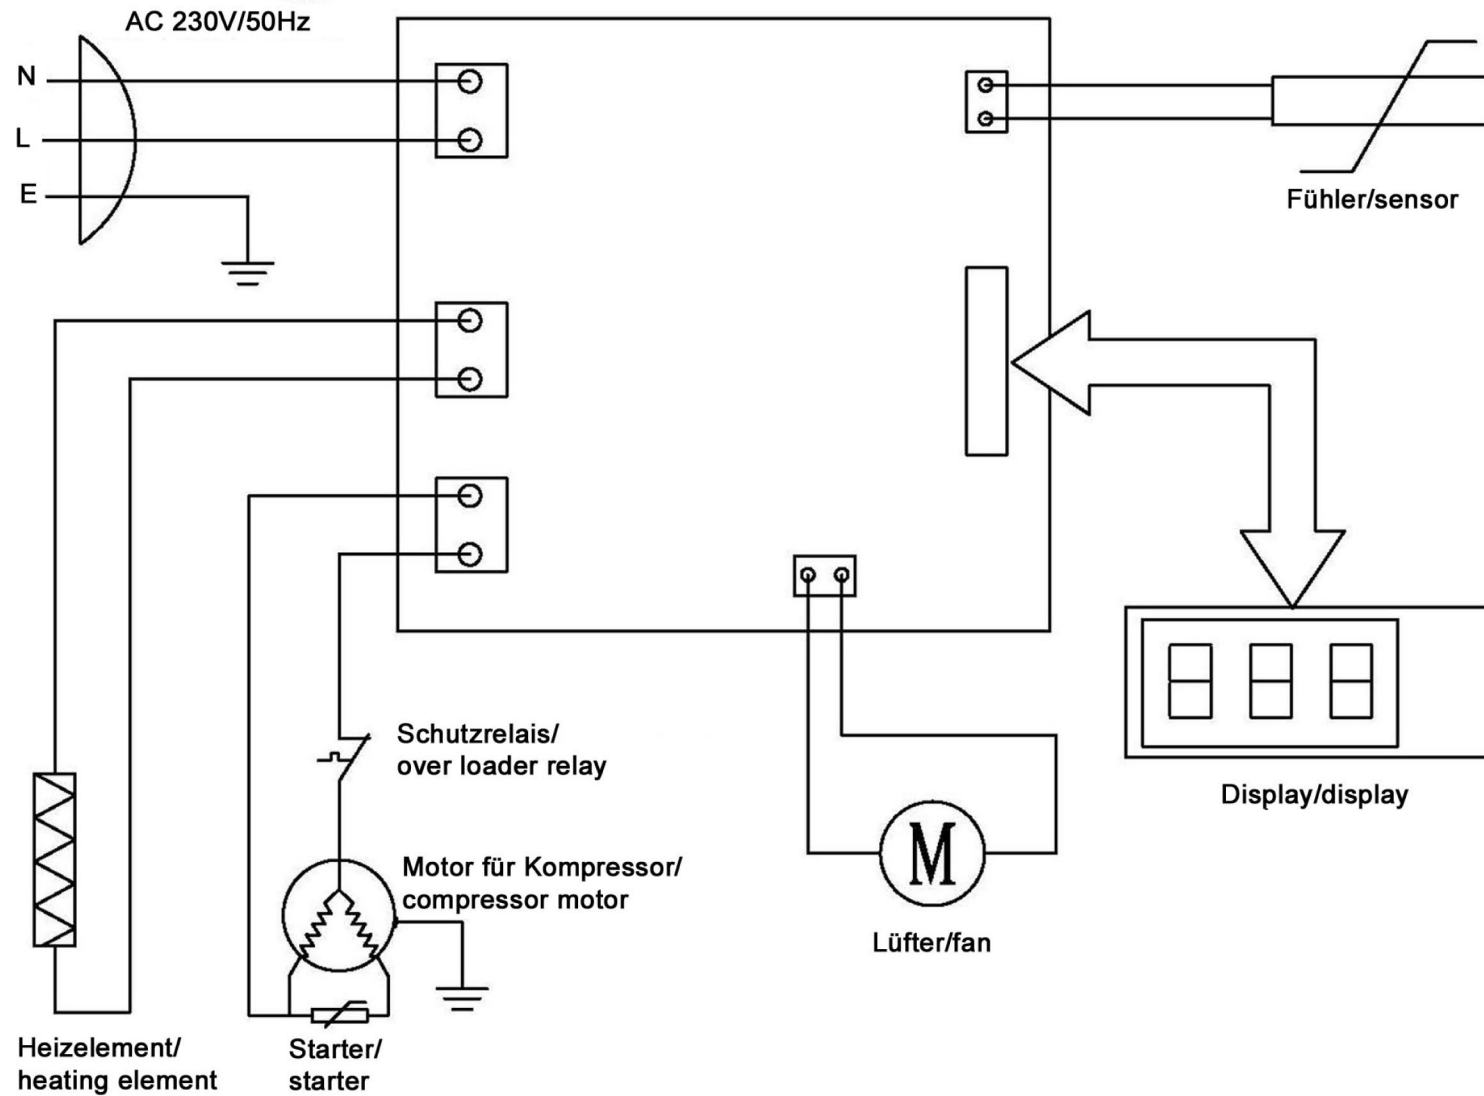 AC 230V/50Hz
N
L
E
Fühler/sensor
Schutzrelais/
over loader relay
Display/display
Motor für Kompressor/
compressor motor
M
Lüfter/fan
Heizelement/
heating element
Starter/
starter